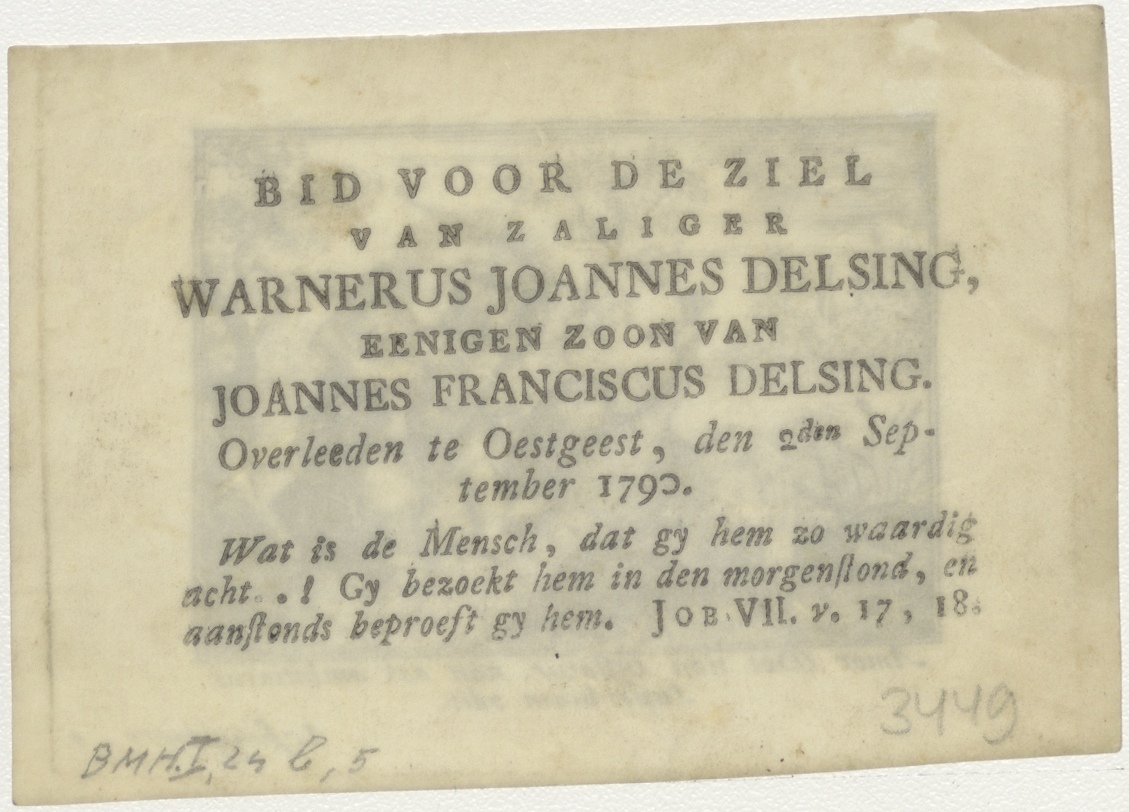 BID VOOR DE ZIEL
VAN ZALIGER
WARNERUS JOANNES DELSING,
EENIGEN ZOON VAN
JOANNES FRANCISCUS DELSING.
Overleeden te Oestgeest, den 2den Sep-
tember 1790.
Wat is de Mensch, dat gy hem zo waardig
acht. . ! Gy bezoekt hem in den morgenſtond, en
aanſtonds beproeft gy hem. JOB VII. v. 17, 18.
3449
BMH.I, 24 b, 5